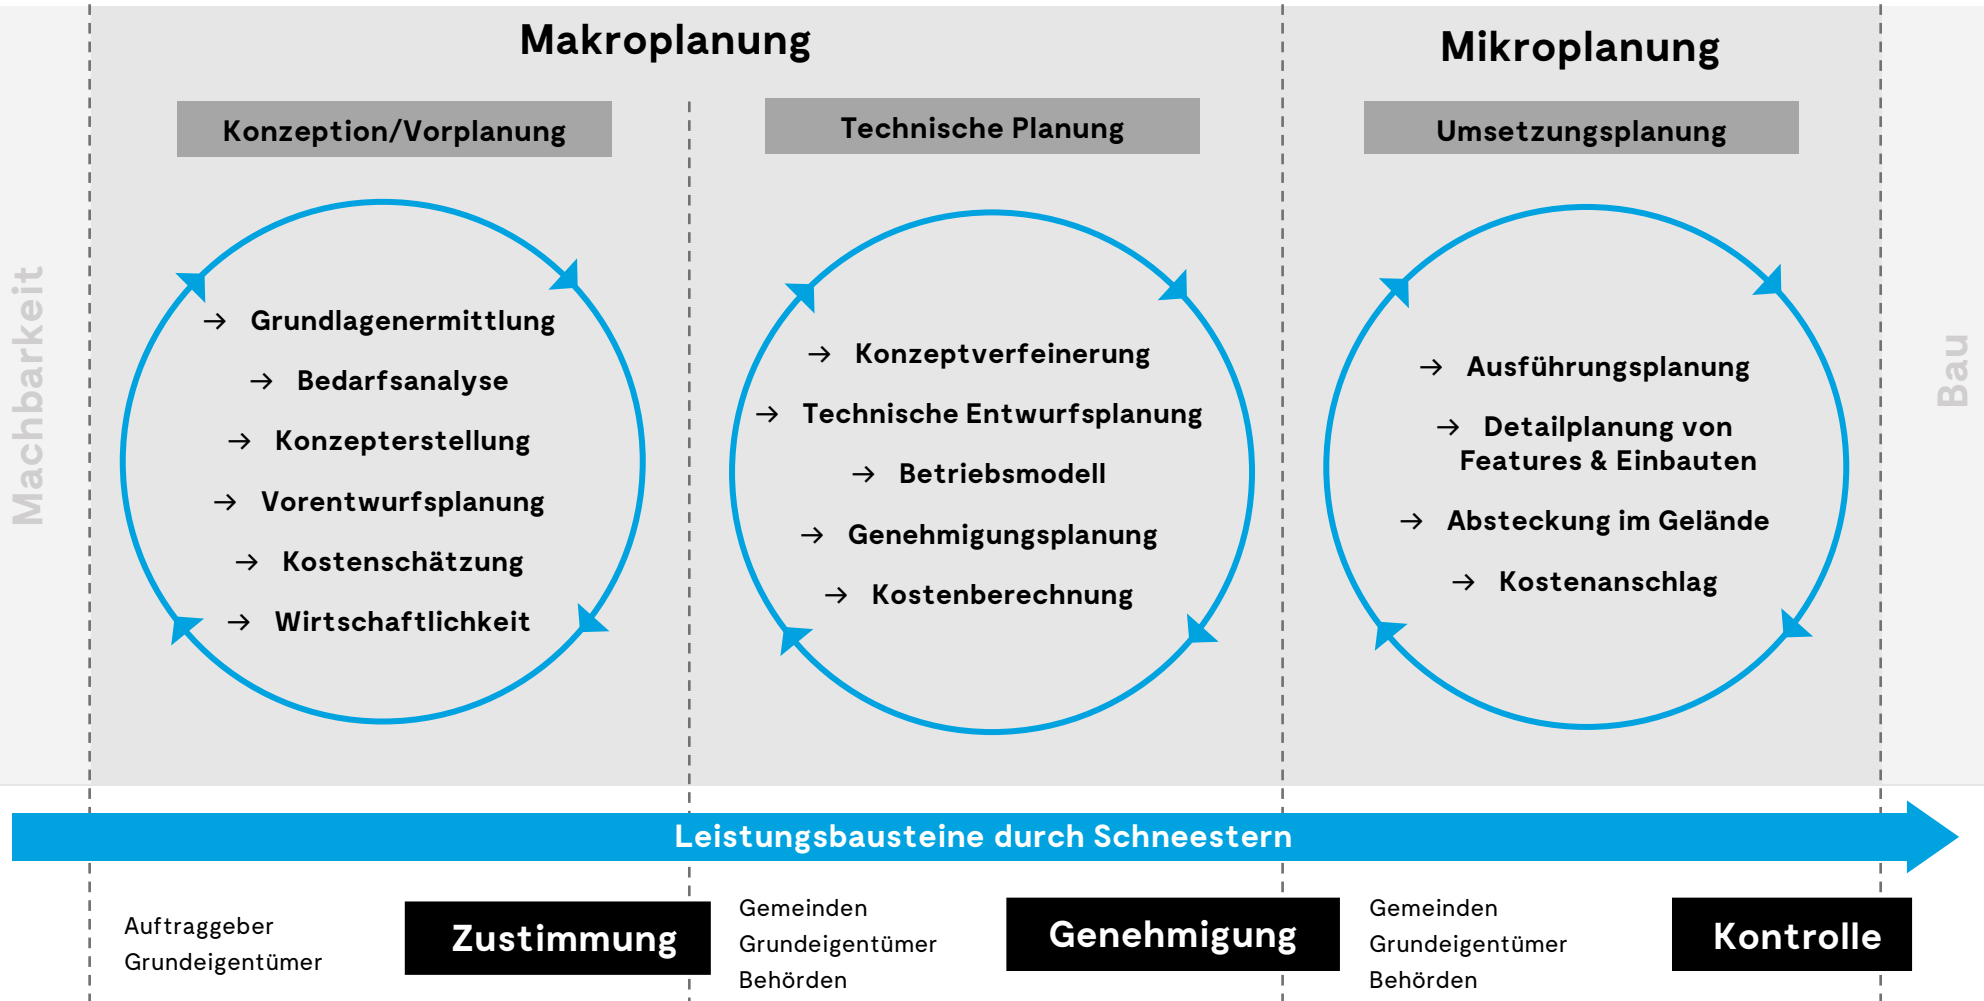 Makroplanung
Mikroplanung
Machbarkeit
Konzeption/Vorplanung
→ Grundlagenermittlung
→ Bedarfsanalyse
→ Konzepterstellung
→ Vorentwurfsplanung
→ Kostenschätzung
→ Wirtschaftlichkeit
Technische Planung
→ Konzeptverfeinerung
→ Technische Entwurfsplanung
→ Betriebsmodell
→ Genehmigungsplanung
→ Kostenberechnung
Umsetzungsplanung
→ Ausführungsplanung
→ Detailplanung von
Features & Einbauten
→ Absteckung im Gelände
→ Kostenanschlag
Bau
Leistungsbausteine durch Schneestern
Auftraggeber
Grundeigentümer
Zustimmung
Gemeinden
Grundeigentümer
Behörden
Genehmigung
Gemeinden
Grundeigentümer
Behörden
Kontrolle